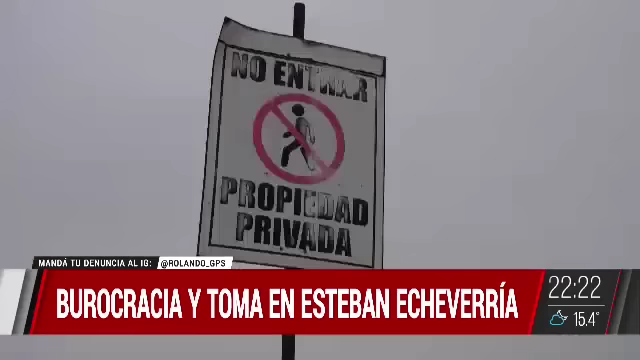 NO ENTRAR
PROPIEDAD
PRIVADA
MANDÁ TU DENUNCIA AL IG: @ROLANDO_GPS
BUROCRACIA Y TOMA EN ESTEBAN ECHEVERRÍA
22:22
15.4°